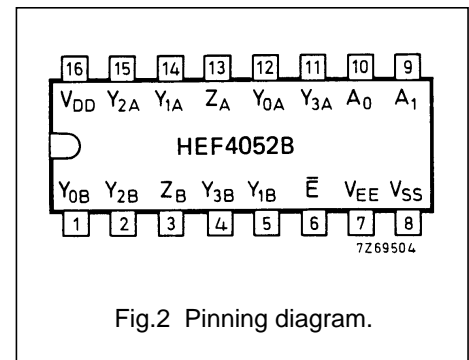 16 15 14 13 12 11 10 9
VDD Y2A Y1A ZA Y0A Y3A A0 A1
HEF4052B
Y0B Y2B ZB Y3B Y1B E̅ VEE VSS
1 2 3 4 5 6 7 8
7Z69504
Fig.2 Pinning diagram.